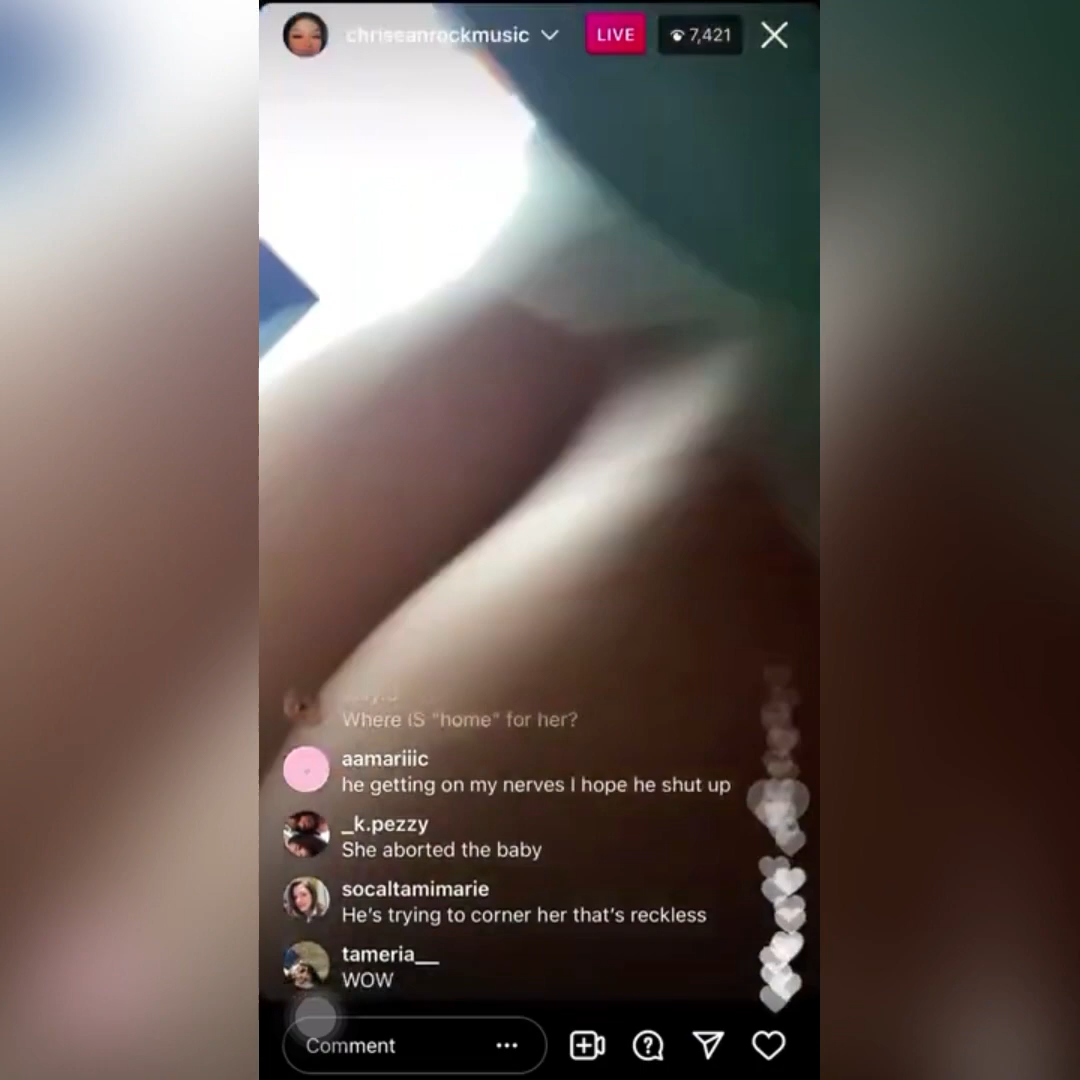 chriseanrockmusic
LIVE
7,421
Where iS "home" for her?
aamariiic
he getting on my nerves I hope he shut up
_k.pezzy
She aborted the baby
socaltamimarie
He's trying to corner her that's reckless
tameria__
WOW
Comment